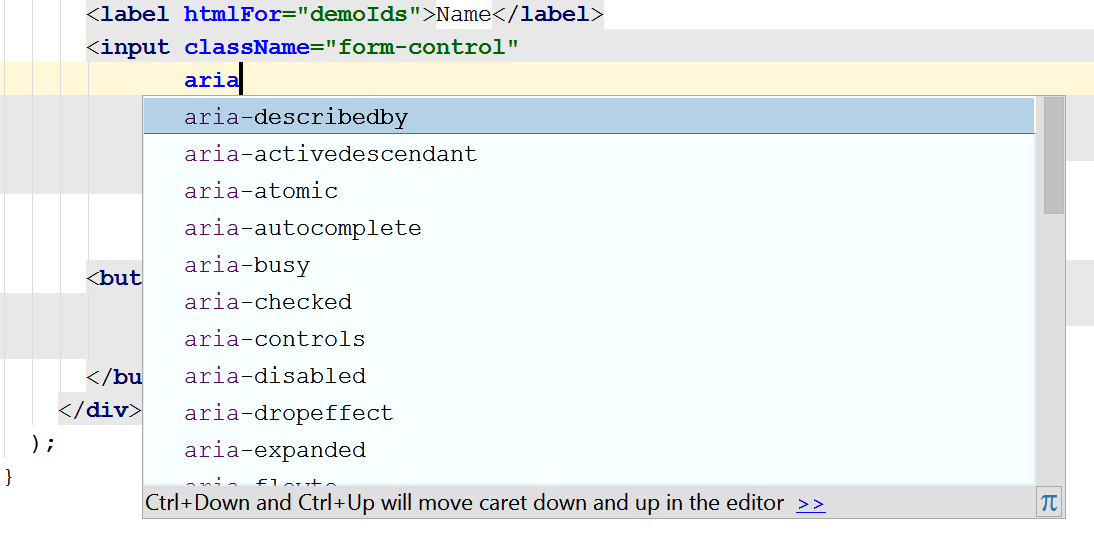 <label htmlFor="demoIds">Name</label>
<input className="form-control"
aria
aria-describedby
aria-activedescendant
aria-atomic
aria-autocomplete
aria-busy
<but
aria-checked
aria-controls
aria-disabled
</bu
aria-dropeffect
</div>
aria-expanded
);
}
Ctrl+Down and Ctrl+Up will move caret down and up in the editor >>
π